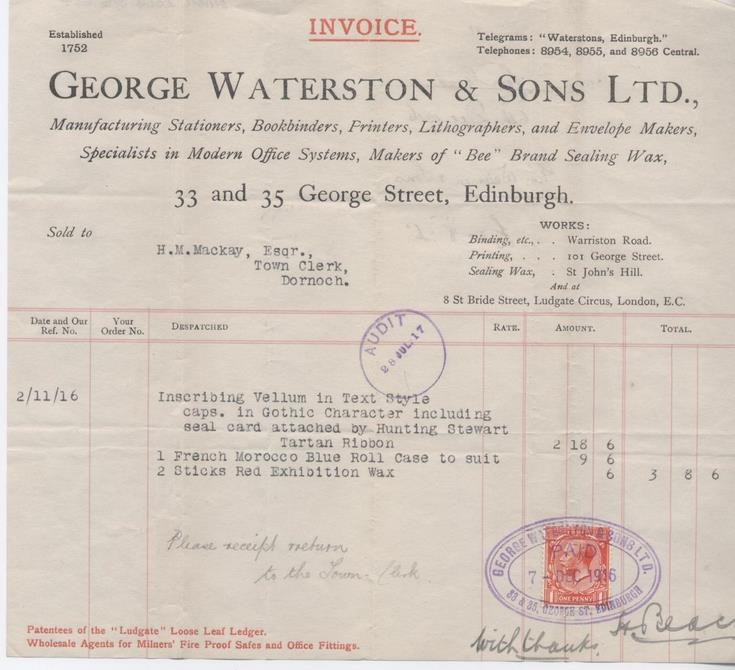 INVOICE.
Established
1752
Telegrams: "Waterstons, Edinburgh."
Telephones: 8954, 8955, and 8956 Central.
GEORGE WATERSTON & SONS LTD.,
Manufacturing Stationers, Bookbinders, Printers, Lithographers, and Envelope Makers,
Specialists in Modern Office Systems, Makers of "Bee" Brand Sealing Wax,
33 and 35 George Street, Edinburgh.
Sold to
H.M.Mackay, Esqr.,
Town Clerk,
Dornoch.
WORKS:
Binding, etc., . . Warriston Road.
Printing, . . . 101 George Street.
Sealing Wax, . St John's Hill.
And at
8 St Bride Street, Ludgate Circus, London, E.C.
Date and Our Ref. No. Your Order No. DESPATCHED RATE. AMOUNT. TOTAL.
AUDIT
28 JUL. 17
2/11/16 Inscribing Vellum in Text Style
caps. in Gothic Character including
seal card attached by Hunting Stewart
Tartan Ribbon 2 18 6
1 French Morocco Blue Roll Case to suit 9 6
2 Sticks Red Exhibition Wax 6 3 8 6
Please receipt & return
to the Town-Clerk.
GEORGE WATERSTON & SONS LTD.
PAID
7 - DEC 1916
ONE PENNY
33 & 35, GEORGE ST. EDINBURGH
With thanks.
Patentees of the "Ludgate" Loose Leaf Ledger.
Wholesale Agents for Milners' Fire Proof Safes and Office Fittings.